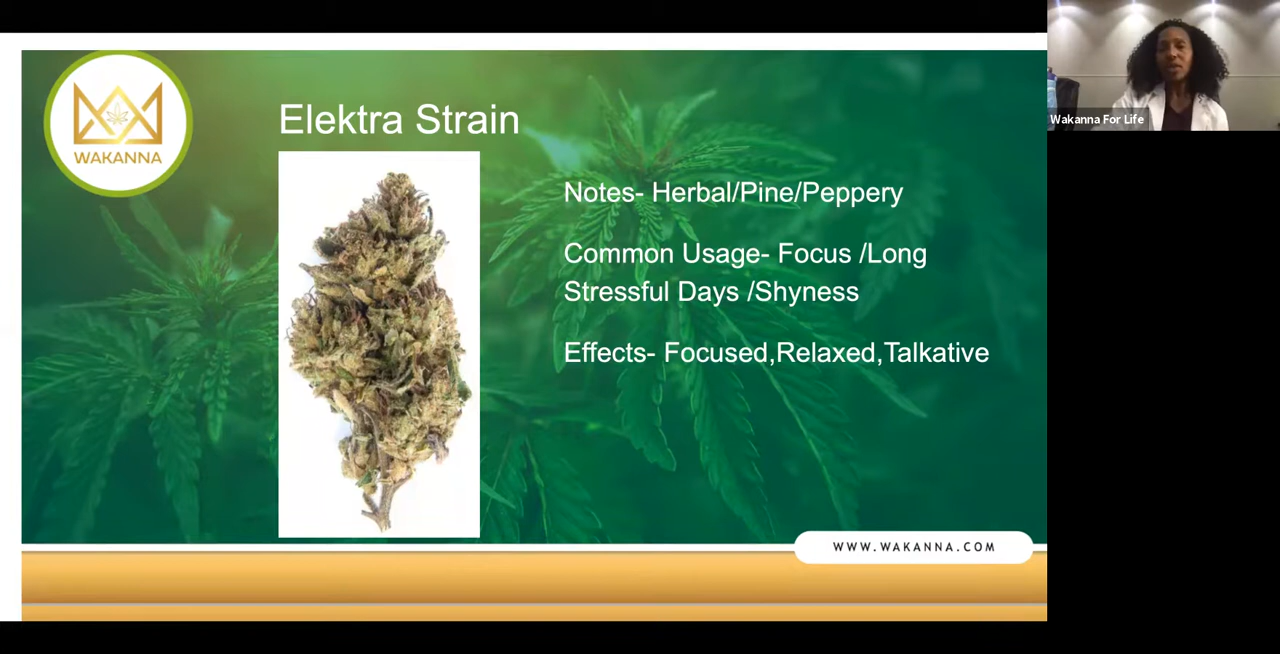 WAKANNA
Elektra Strain
Notes- Herbal/Pine/Peppery
Common Usage- Focus /Long
Stressful Days /Shyness
Effects- Focused,Relaxed,Talkative
WWW.WAKANNA.COM
Wakanna For Life